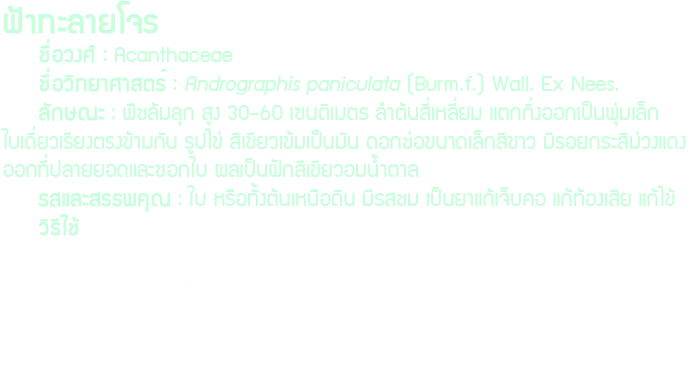 ฟ้าทะลายโจร
ชื่อวงศ์ : Acanthaceae
ชื่อวิทยาศาสตร์ : Andrographis paniculata (Burm.f.) Wall. Ex Nees.
ลักษณะ : พืชล้มลุก สูง 30-60 เซนติเมตร ลำต้นสี่เหลี่ยม แตกกิ่งออกเป็นพุ่มเล็ก
ใบเดี่ยวเรียงตรงข้ามกัน รูปไข่ สีเขียวเข้มเป็นมัน ดอกช่อขนาดเล็กสีขาว มีรอยกระสีม่วงแดง
ออกที่ปลายยอดและซอกใบ ผลเป็นฝักสีเขียวอมน้ำตาล
รสและสรรพคุณ : ใบ หรือทั้งต้นเหนือดิน มีรสขม เป็นยาแก้เจ็บคอ แก้ท้องเสีย แก้ไข้
วิธีใช้